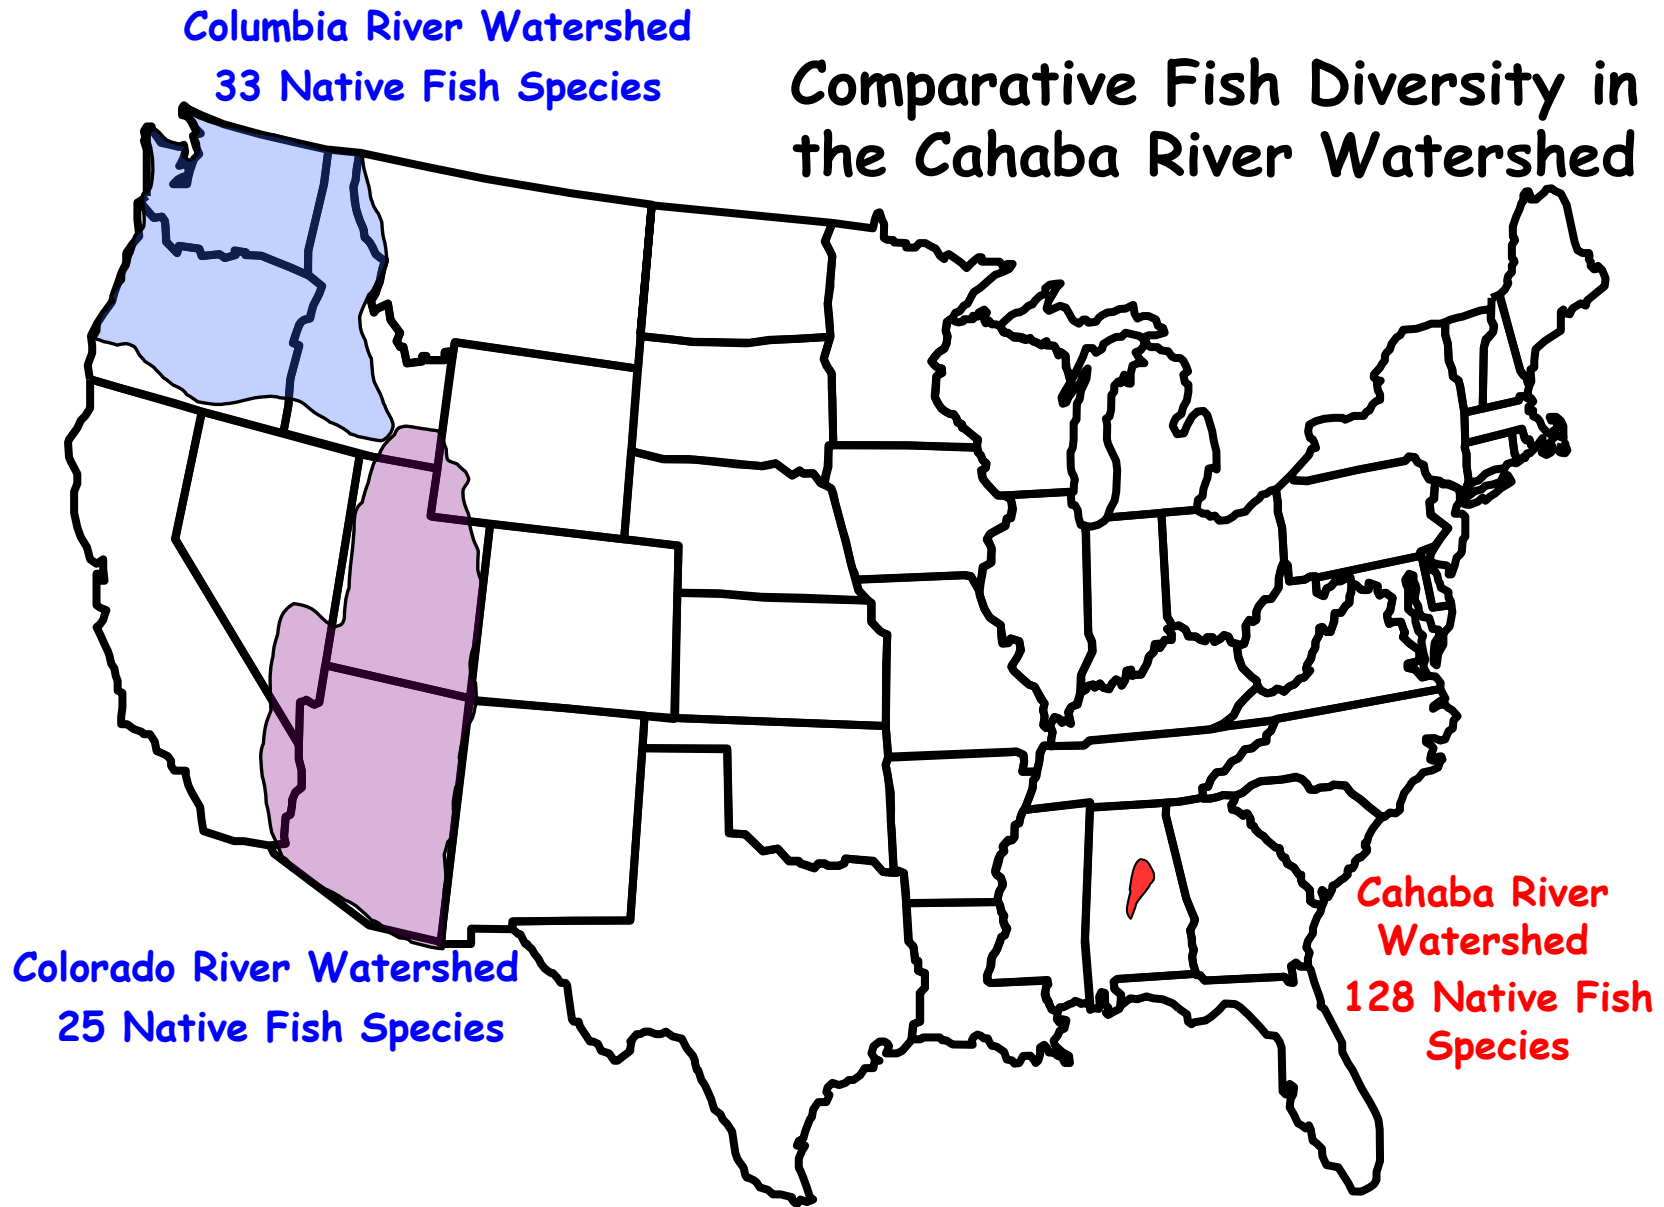 Columbia River Watershed
33 Native Fish Species
Comparative Fish Diversity in
the Cahaba River Watershed
Cahaba River
Watershed
128 Native Fish
Species
Colorado River Watershed
25 Native Fish Species